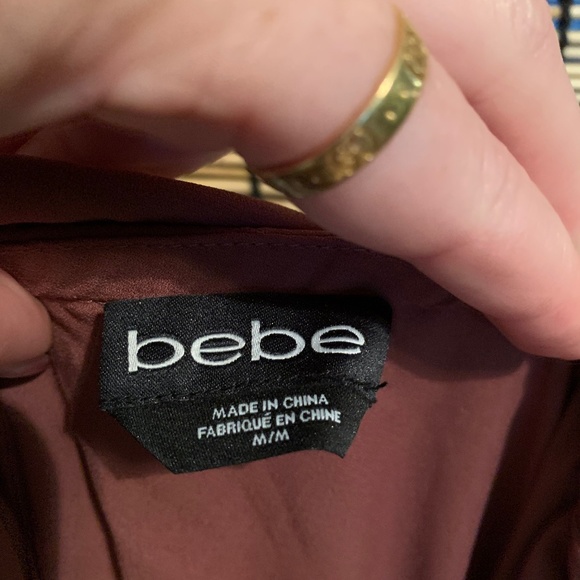 bebe
MADE IN CHINA
FABRIQUÉ EN CHINE
M/M